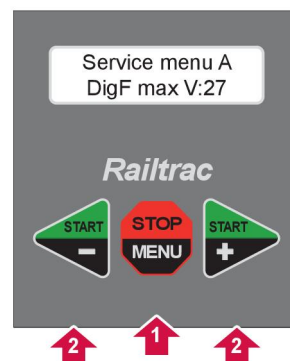 Service menu A
DigF max V:27
Railtrac
START
STOP
START
-
MENU
+
2
1
2